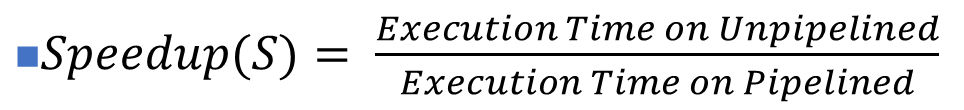 Speedup(S) = Execution Time on Unpipelined
Execution Time on Pipelined